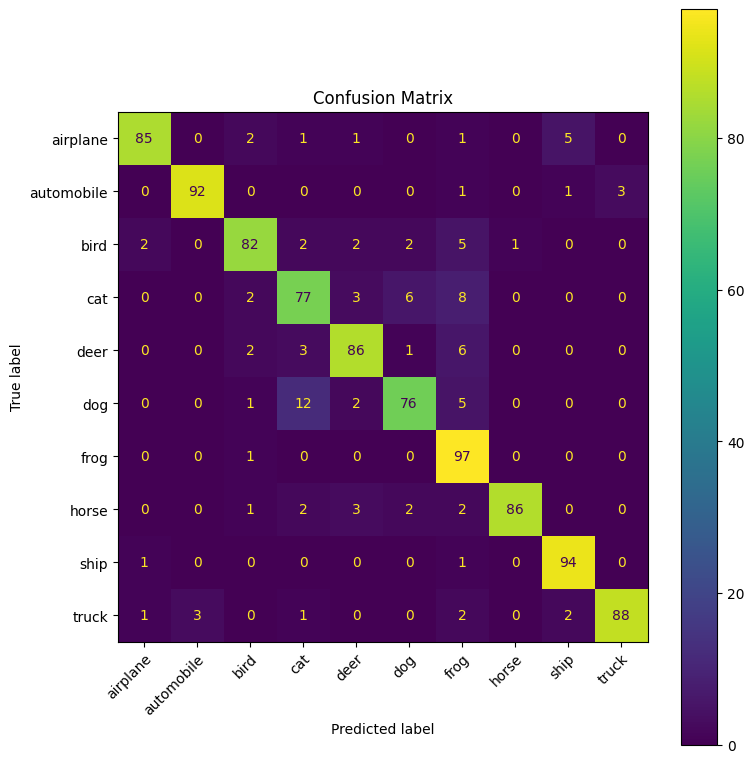 Confusion Matrix
airplane 85 0 2 1 1 0 1 0 5 0
automobile 0 92 0 0 0 0 1 0 1 3
bird 2 0 82 2 2 2 5 1 0 0
cat 0 0 2 77 3 6 8 0 0 0
deer 0 0 2 3 86 1 6 0 0 0
dog 0 0 1 12 2 76 5 0 0 0
frog 0 0 1 0 0 0 97 0 0 0
horse 0 0 1 2 3 2 2 86 0 0
ship 1 0 0 0 0 0 1 0 94 0
truck 1 3 0 1 0 0 2 0 2 88
airplane automobile bird cat deer dog frog horse ship truck
Predicted label
True label
80
60
40
20
0